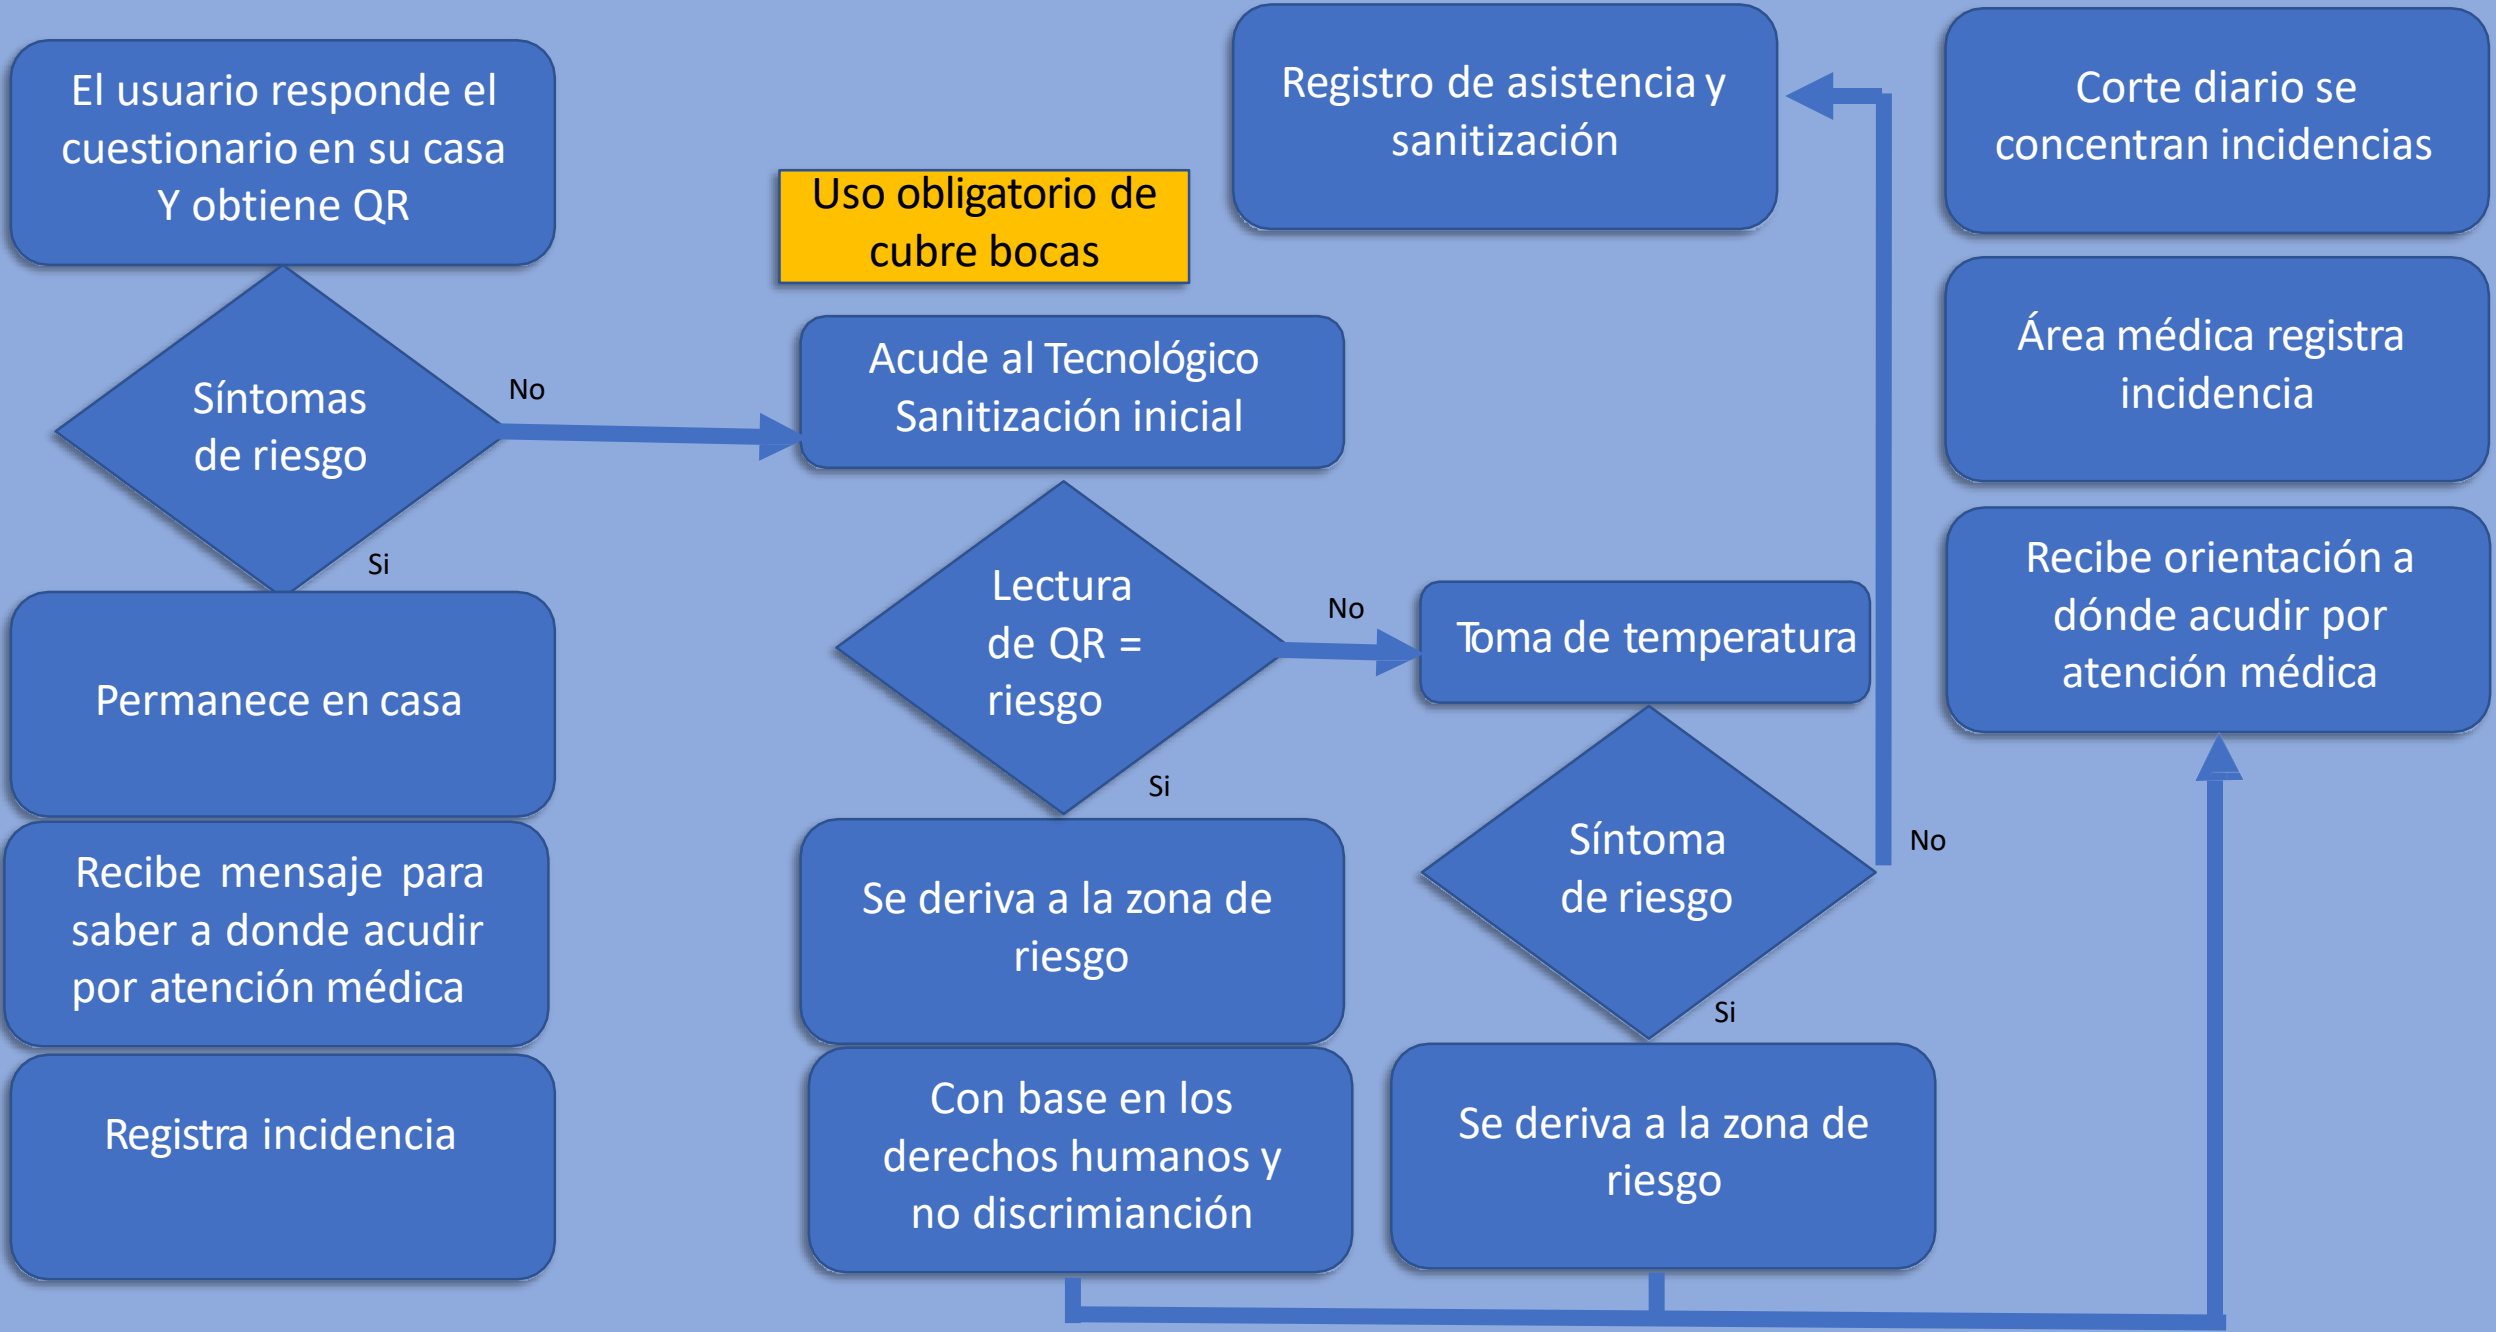 El usuario responde el
cuestionario en su casa
Y obtiene QR
Síntomas
de riesgo
No
Si
Permanece en casa
Recibe mensaje para
saber a donde acudir
por atención médica
Registra incidencia
Uso obligatorio de
cubre bocas
Acude al Tecnológico
Sanitización inicial
Lectura
de QR =
riesgo
No
Si
Se deriva a la zona de
riesgo
Con base en los
derechos humanos y
no discrimianción
Registro de asistencia y
sanitización
Toma de temperatura
Síntoma
de riesgo
No
Si
Se deriva a la zona de
riesgo
Corte diario se
concentran incidencias
Área médica registra
incidencia
Recibe orientación a
dónde acudir por
atención médica